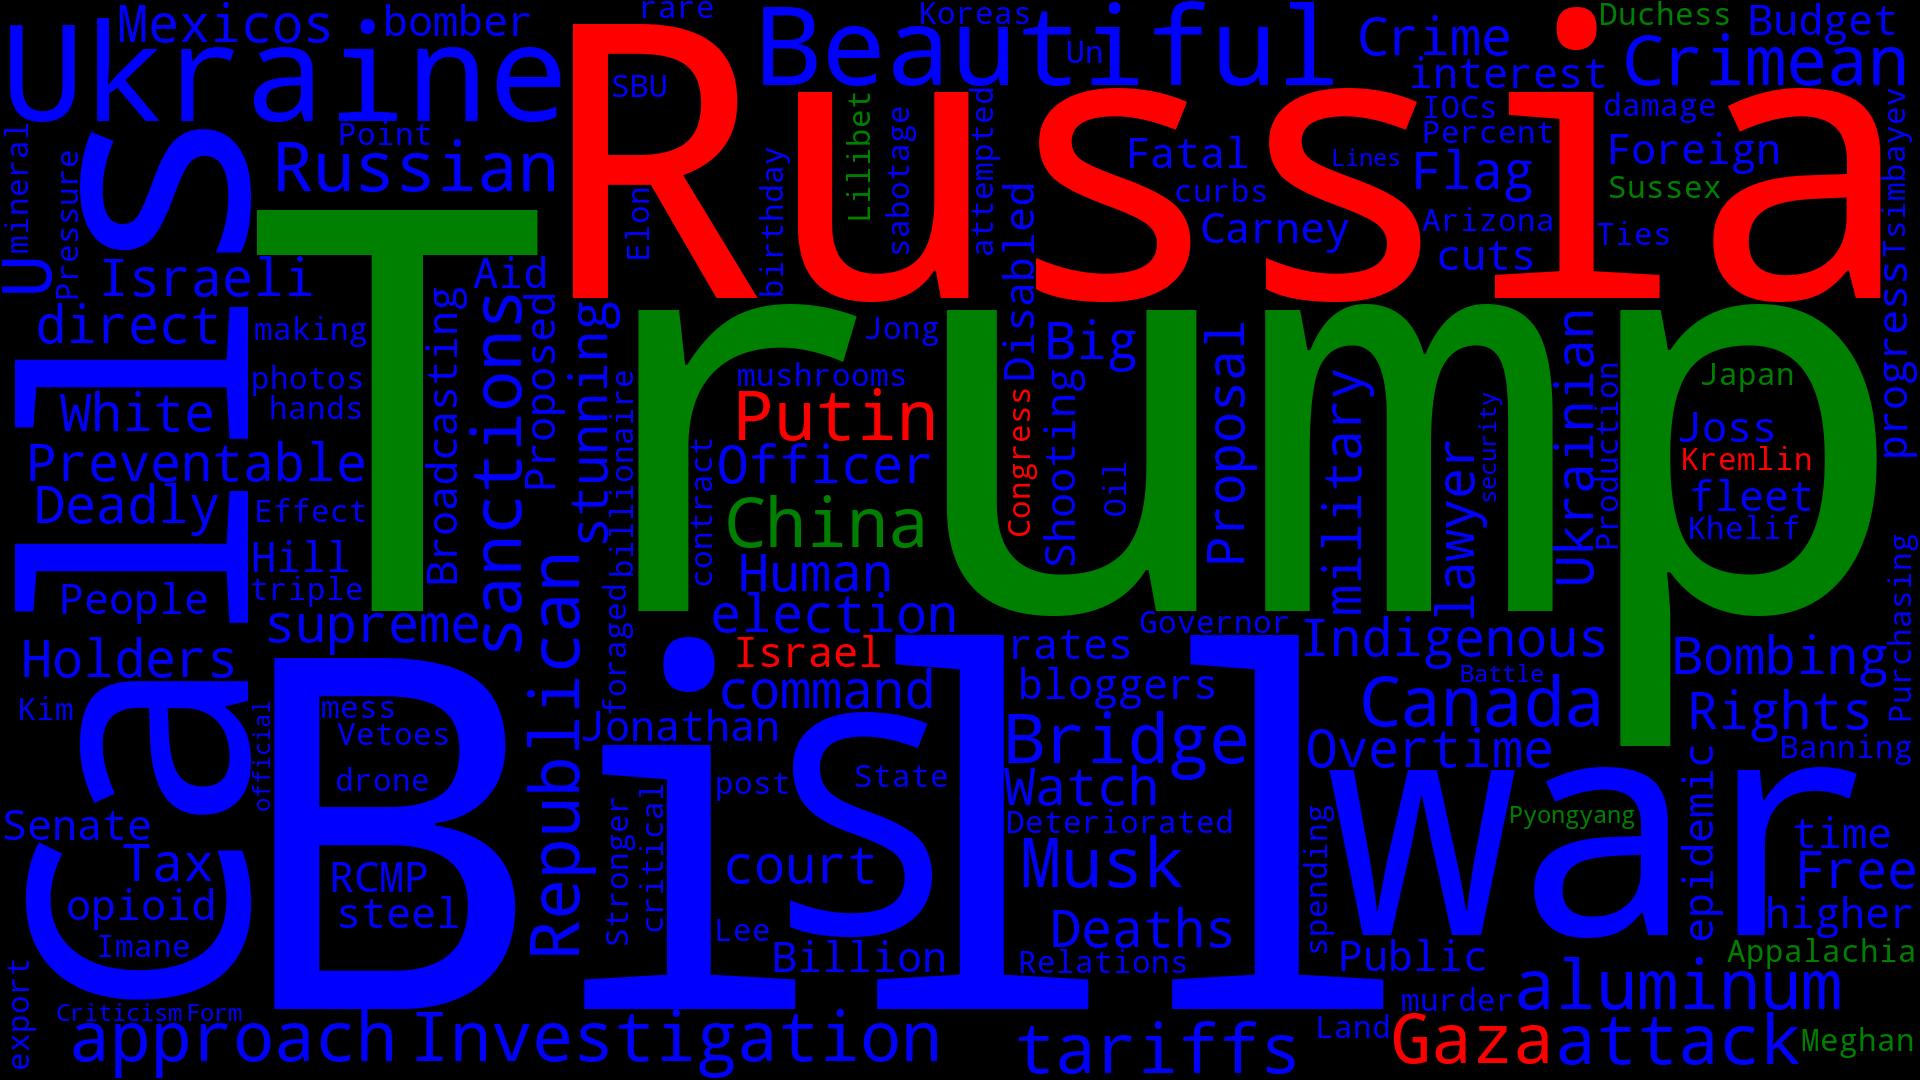 Mexicos
bomber
rare
Beautiful
Koreas
Un
Crime
Duchess
Budget
Ukraine
Russia
SBU
interest
Crimean
mineral
Pressure
Point
Russian
Lilibet
sabotage
attempted
Fatal
Lines
IOCs
Percent
damage
Flag
Foreign
Tsimbayev
curbs
Sussex
Elon
birthday
Carney
Arizona
Ties
cuts
U
S
Israeli
Aid
Disabled
progress
direct
making
Trump
Broadcasting
sanctions
Proposed
stunning
Jong
Big
Proposal
Ukrainian
photos
hands
White
billionaire
mushrooms
Putin
Congress
Shooting
military
security
Production
Japan
Joss
Kremlin
Preventable
Officer
contract
Oil
lawyer
fleet
Khelif
Deadly
Effect
China
Hill
triple
Human
People
supreme
Republican
foraged
election
Governor
Indigenous
Purchasing
Holders
Israel
rates
Bombing
Calls
Bill
command
bloggers
Battle
Canada
Rights
Kim
official
mess
Vetoes
Jonathan
Bridge
Overtime
Banning
drone
post
s
State
Watch
war
epidemic
Senate
Stronger
critical
Deteriorated
spending
Pyongyang
time
Tax
RCMP
court
Musk
Free
opioid
steel
Lee
Deaths
higher
Imane
Billion
Relations
Public
Appalachia
export
Criticism
Form
aluminum
murder
approach
Investigation
tariffs
Land
Gaza
attack
Meghan